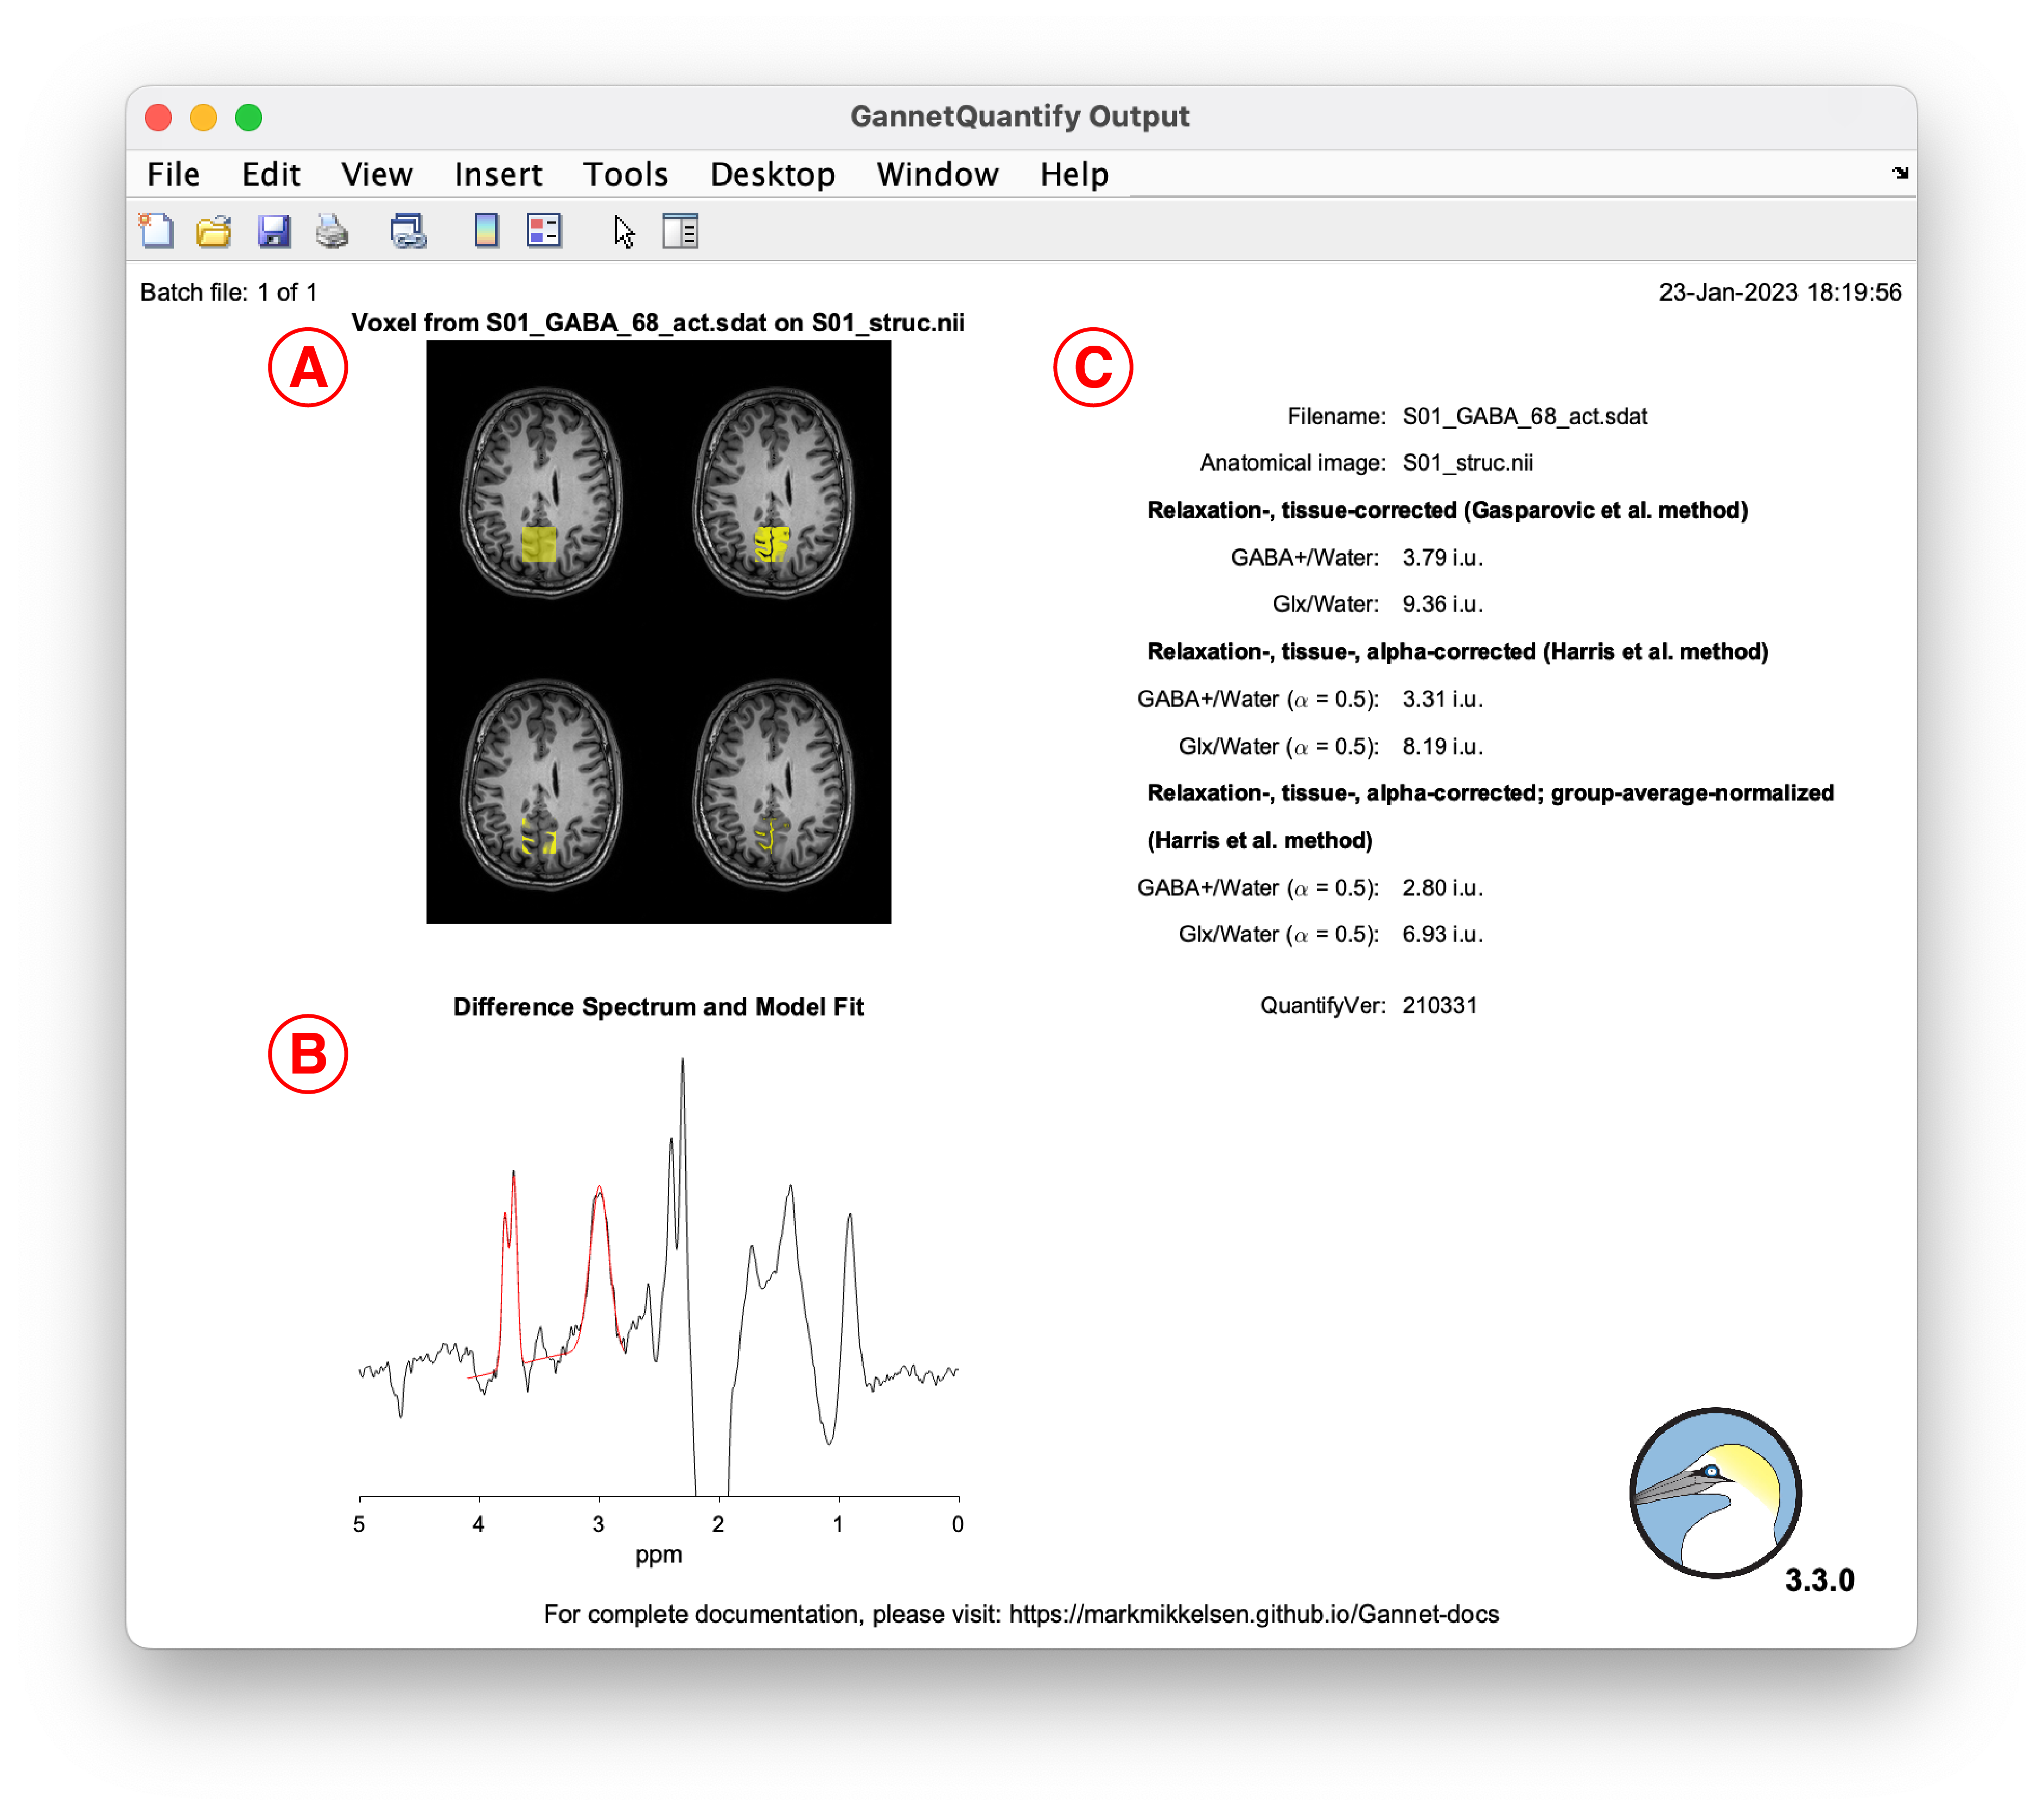 GannetQuantify Output
File Edit View Insert Tools Desktop Window Help
Batch file: 1 of 1
23-Jan-2023 18:19:56
Voxel from S01_GABA_68_act.sdat on S01_struc.nii
A
C
Filename: S01_GABA_68_act.sdat
Anatomical image: S01_struc.nii
Relaxation-, tissue-corrected (Gasparovic et al. method)
GABA+/Water: 3.79 i.u.
Glx/Water: 9.36 i.u.
Relaxation-, tissue-, alpha-corrected (Harris et al. method)
GABA+/Water (α = 0.5): 3.31 i.u.
Glx/Water (α = 0.5): 8.19 i.u.
Relaxation-, tissue-, alpha-corrected; group-average-normalized
(Harris et al. method)
GABA+/Water (α = 0.5): 2.80 i.u.
Glx/Water (α = 0.5): 6.93 i.u.
QuantifyVer: 210331
Difference Spectrum and Model Fit
B
5 4 3 2 1 0
ppm
3.3.0
For complete documentation, please visit: https://markmikkelsen.github.io/Gannet-docs